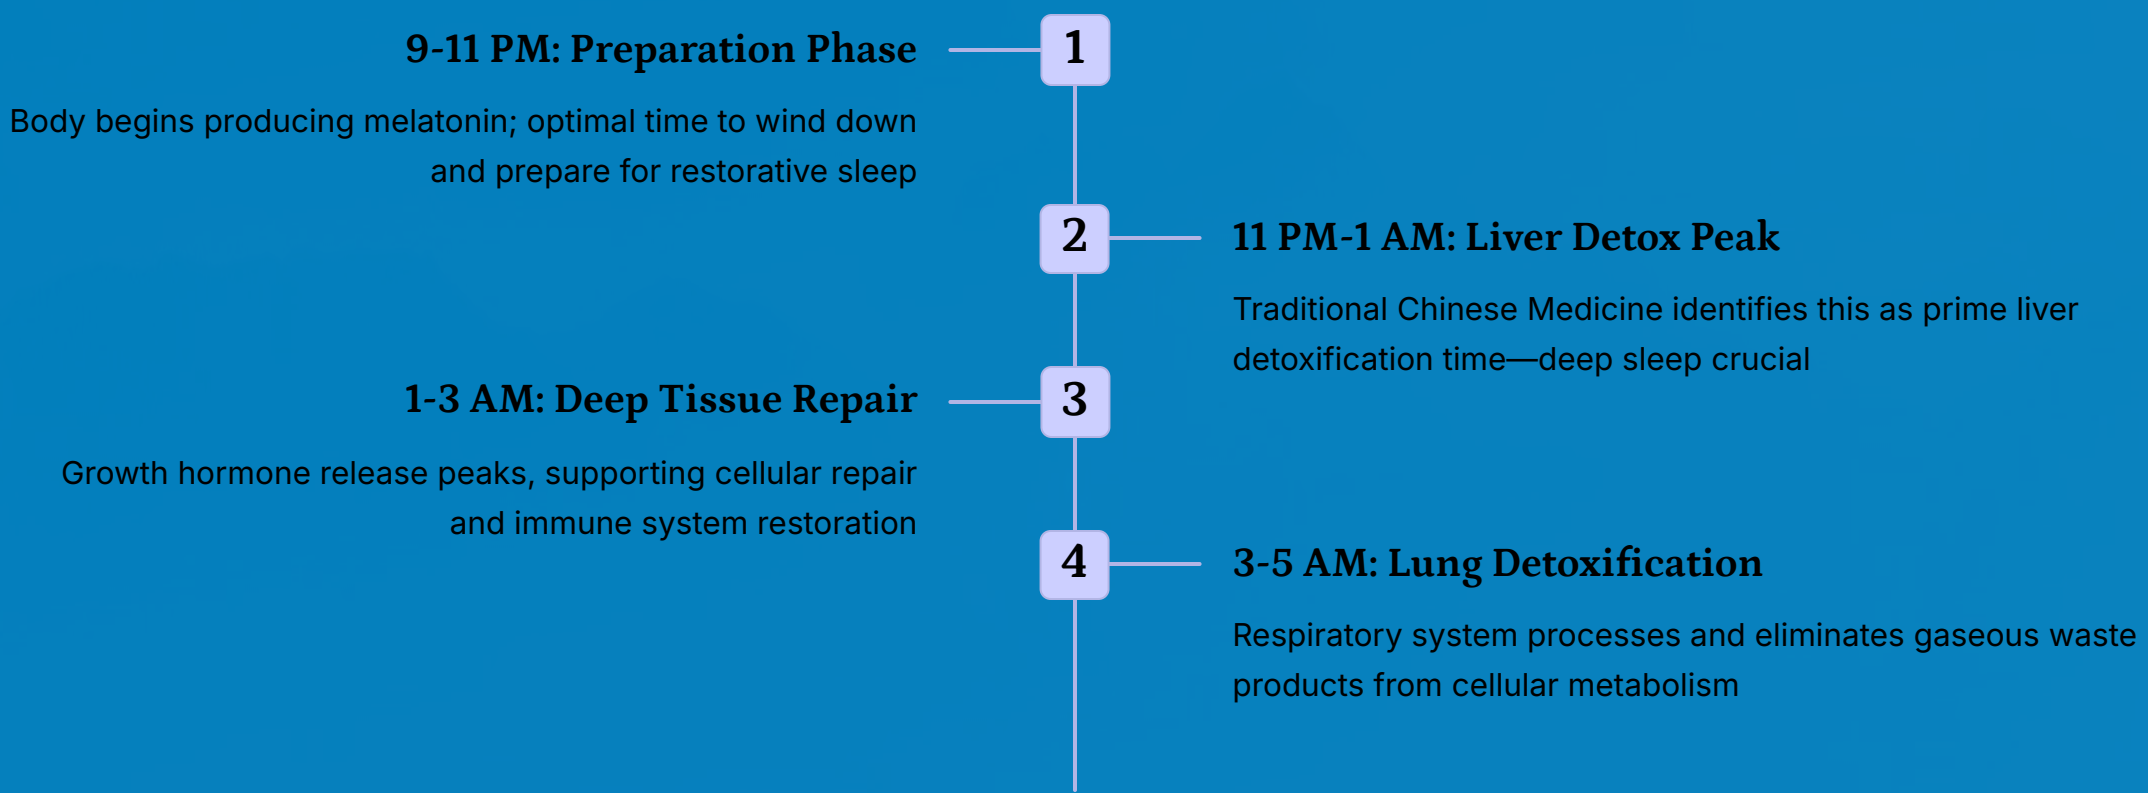 1
9-11 PM: Preparation Phase
Body begins producing melatonin; optimal time to wind down
and prepare for restorative sleep
2
11 PM-1 AM: Liver Detox Peak
Traditional Chinese Medicine identifies this as prime liver
detoxification time—deep sleep crucial
3
1-3 AM: Deep Tissue Repair
Growth hormone release peaks, supporting cellular repair
and immune system restoration
4
3-5 AM: Lung Detoxification
Respiratory system processes and eliminates gaseous waste
products from cellular metabolism